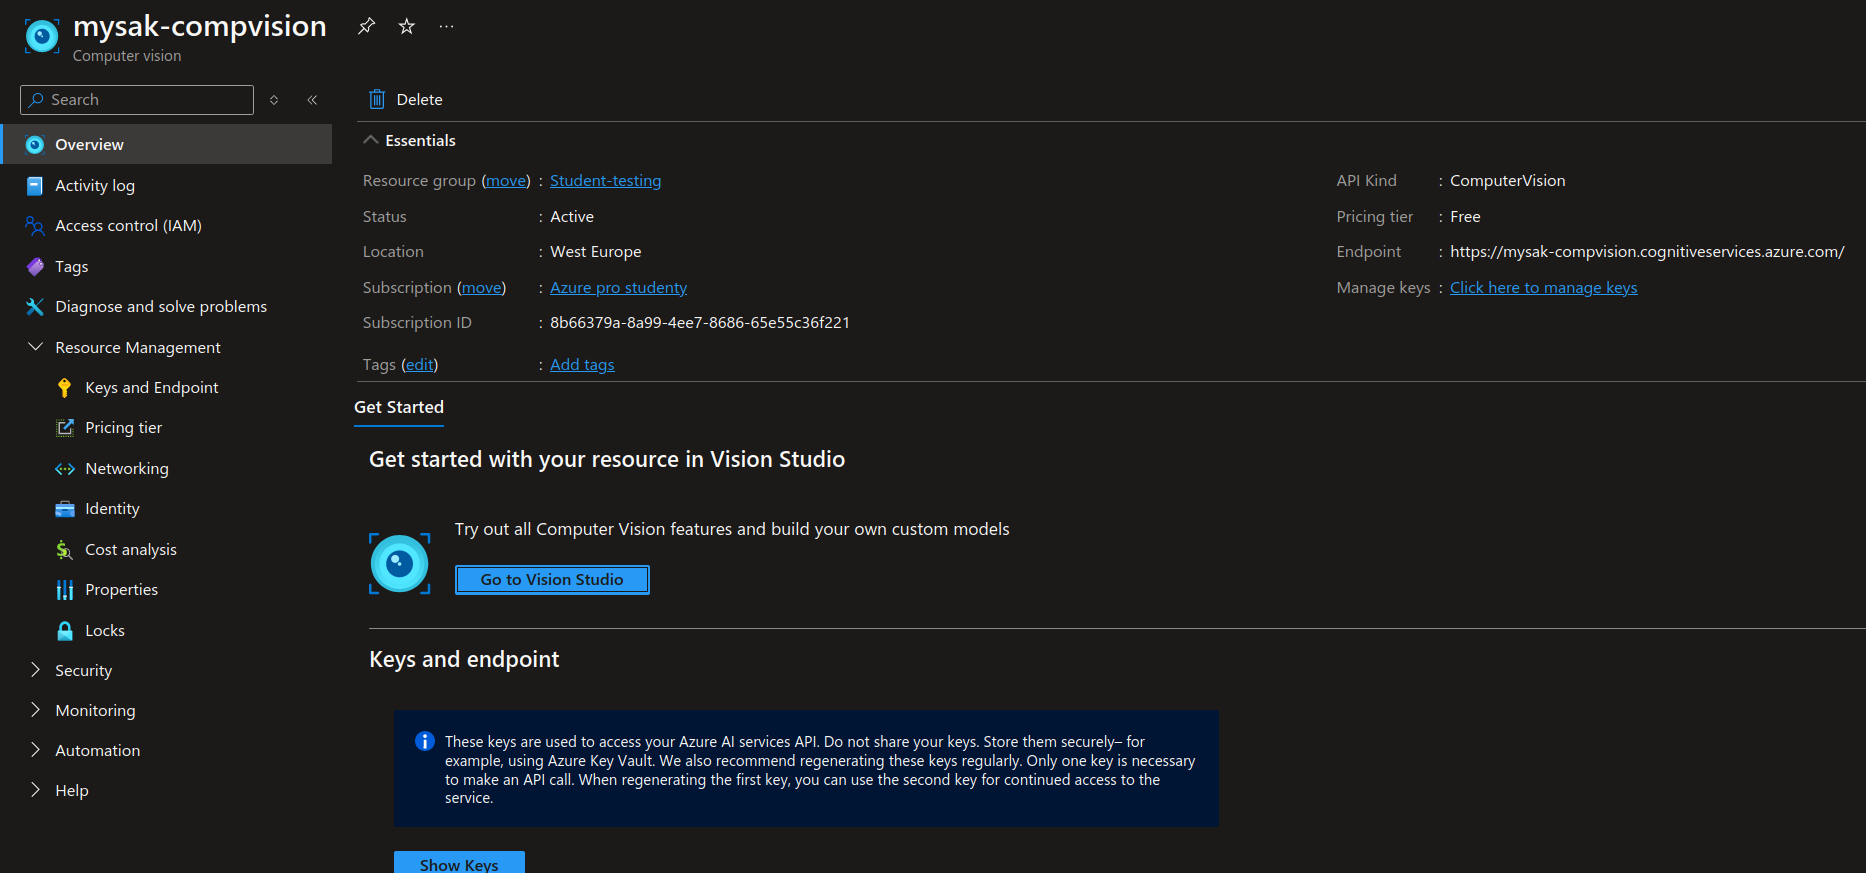 mysak-compvision
Computer vision
Search
Delete
Overview
Activity log
Access control (IAM)
Tags
Diagnose and solve problems
Resource Management
Keys and Endpoint
Pricing tier
Networking
Identity
Cost analysis
Properties
Locks
Security
Monitoring
Automation
Help
Essentials
Resource group (move) : Student-testing
Status : Active
Location : West Europe
Subscription (move) : Azure pro studenty
Subscription ID : 8b66379a-8a99-4ee7-8686-65e55c36f221
Tags (edit) : Add tags
API Kind : ComputerVision
Pricing tier : Free
Endpoint : https://mysak-compvision.cognitiveservices.azure.com/
Manage keys : Click here to manage keys
Get Started
Get started with your resource in Vision Studio
Try out all Computer Vision features and build your own custom models
Go to Vision Studio
Keys and endpoint
These keys are used to access your Azure AI services API. Do not share your keys. Store them securely– for
example, using Azure Key Vault. We also recommend regenerating these keys regularly. Only one key is necessary
to make an API call. When regenerating the first key, you can use the second key for continued access to the
service.
Show Keys